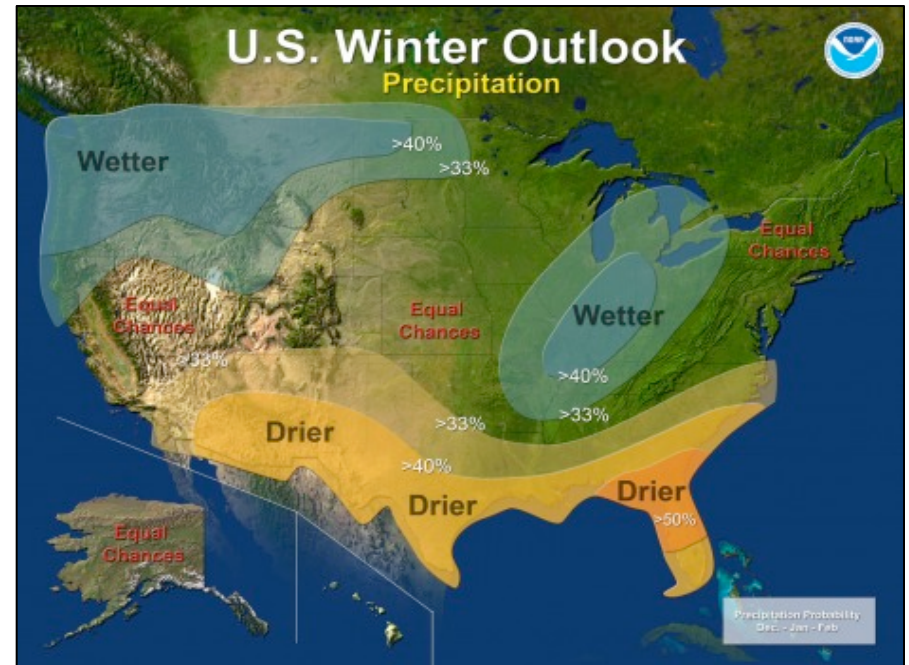 U.S. Winter Outlook
Precipitation
NOAA
Wetter
>40%
>33%
Equal
Chances
Equal
Chances
>33%
Equal
Chances
Wetter
>40%
>33%
Drier
>33%
>40%
Drier
Drier
>50%
Equal
Chances
Precipitation Probability
Dec. - Jan - Feb